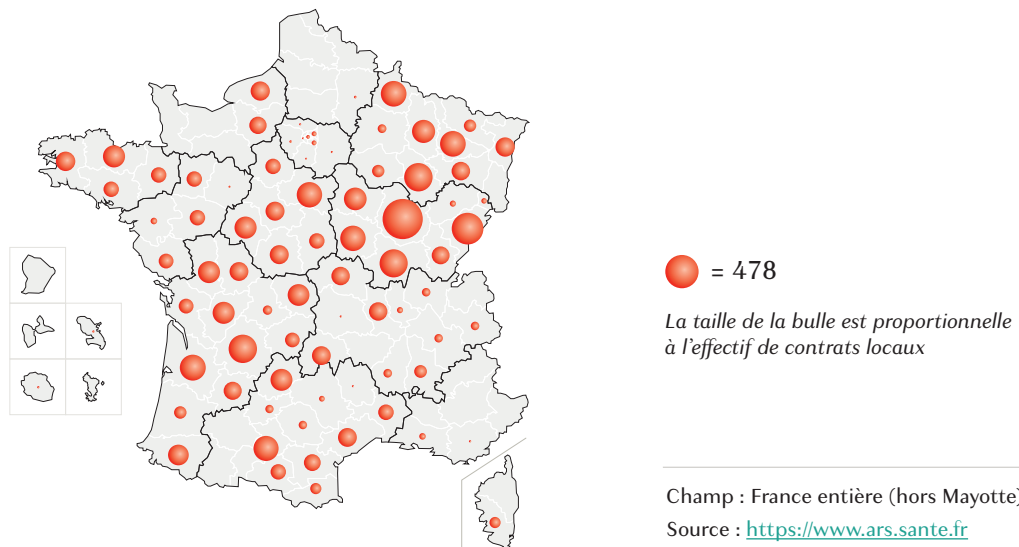 = 478
La taille de la bulle est proportionnelle
à l'effectif de contrats locaux
Champ : France entière (hors Mayotte)
Source : https://www.ars.sante.fr